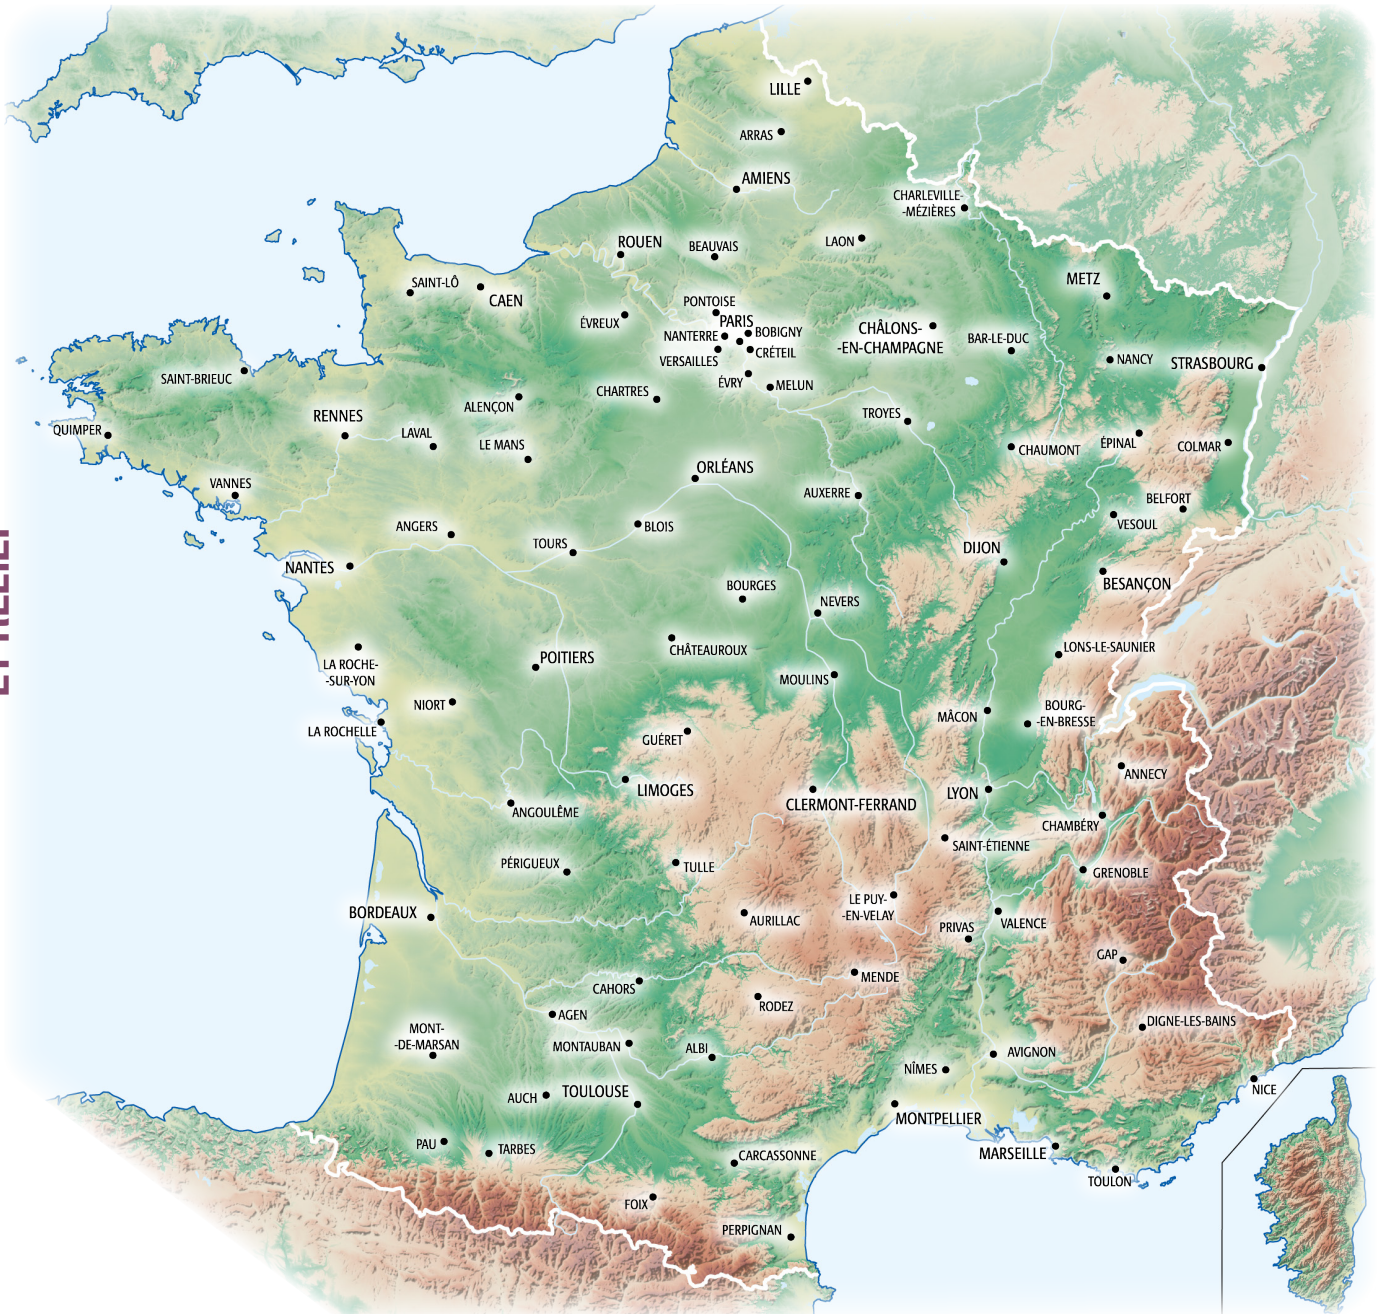 LILLE
ARRAS
AMIENS
CHARLEVILLE-
-MÉZIÈRES
ROUEN
BEAUVAIS
LAON
METZ
SAINT-LÔ
CAEN
PONTOISE
ÉVREUX
PARIS
NANTERRE
BOBIGNY
CHÂLONS-
-EN-CHAMPAGNE
BAR-LE-DUC
VERSAILLES
CRÉTEIL
NANCY
STRASBOURG
SAINT-BRIEUC
ÉVRY
MELUN
CHARTRES
ALENÇON
TROYES
RENNES
QUIMPER
LAVAL
LE MANS
CHAUMONT
ÉPINAL
COLMAR
ORLÉANS
VANNES
AUXERRE
BELFORT
VESOUL
ANGERS
BLOIS
TOURS
DIJON
NANTES
BESANÇON
BOURGES
NEVERS
LA ROCHE-
-SUR-YON
POITIERS
CHÂTEAUROUX
LONS-LE-SAUNIER
MOULINS
NIORT
MÂCON
BOURG-
-EN-BRESSE
LA ROCHELLE
GUÉRET
ANNECY
LIMOGES
CLERMONT-FERRAND
LYON
ANGOULÊME
CHAMBÉRY
SAINT-ÉTIENNE
PÉRIGUEUX
TULLE
GRENOBLE
LE PUY-
-EN-VELAY
BORDEAUX
AURILLAC
PRIVAS
VALENCE
GAP
MENDE
CAHORS
RODEZ
AGEN
MONT-
-DE-MARSAN
MONTAUBAN
ALBI
DIGNE-LES-BAINS
AVIGNON
NÎMES
NICE
AUCH
TOULOUSE
MONTPELLIER
PAU
TARBES
CARCASSONNE
MARSEILLE
TOULON
FOIX
PERPIGNAN